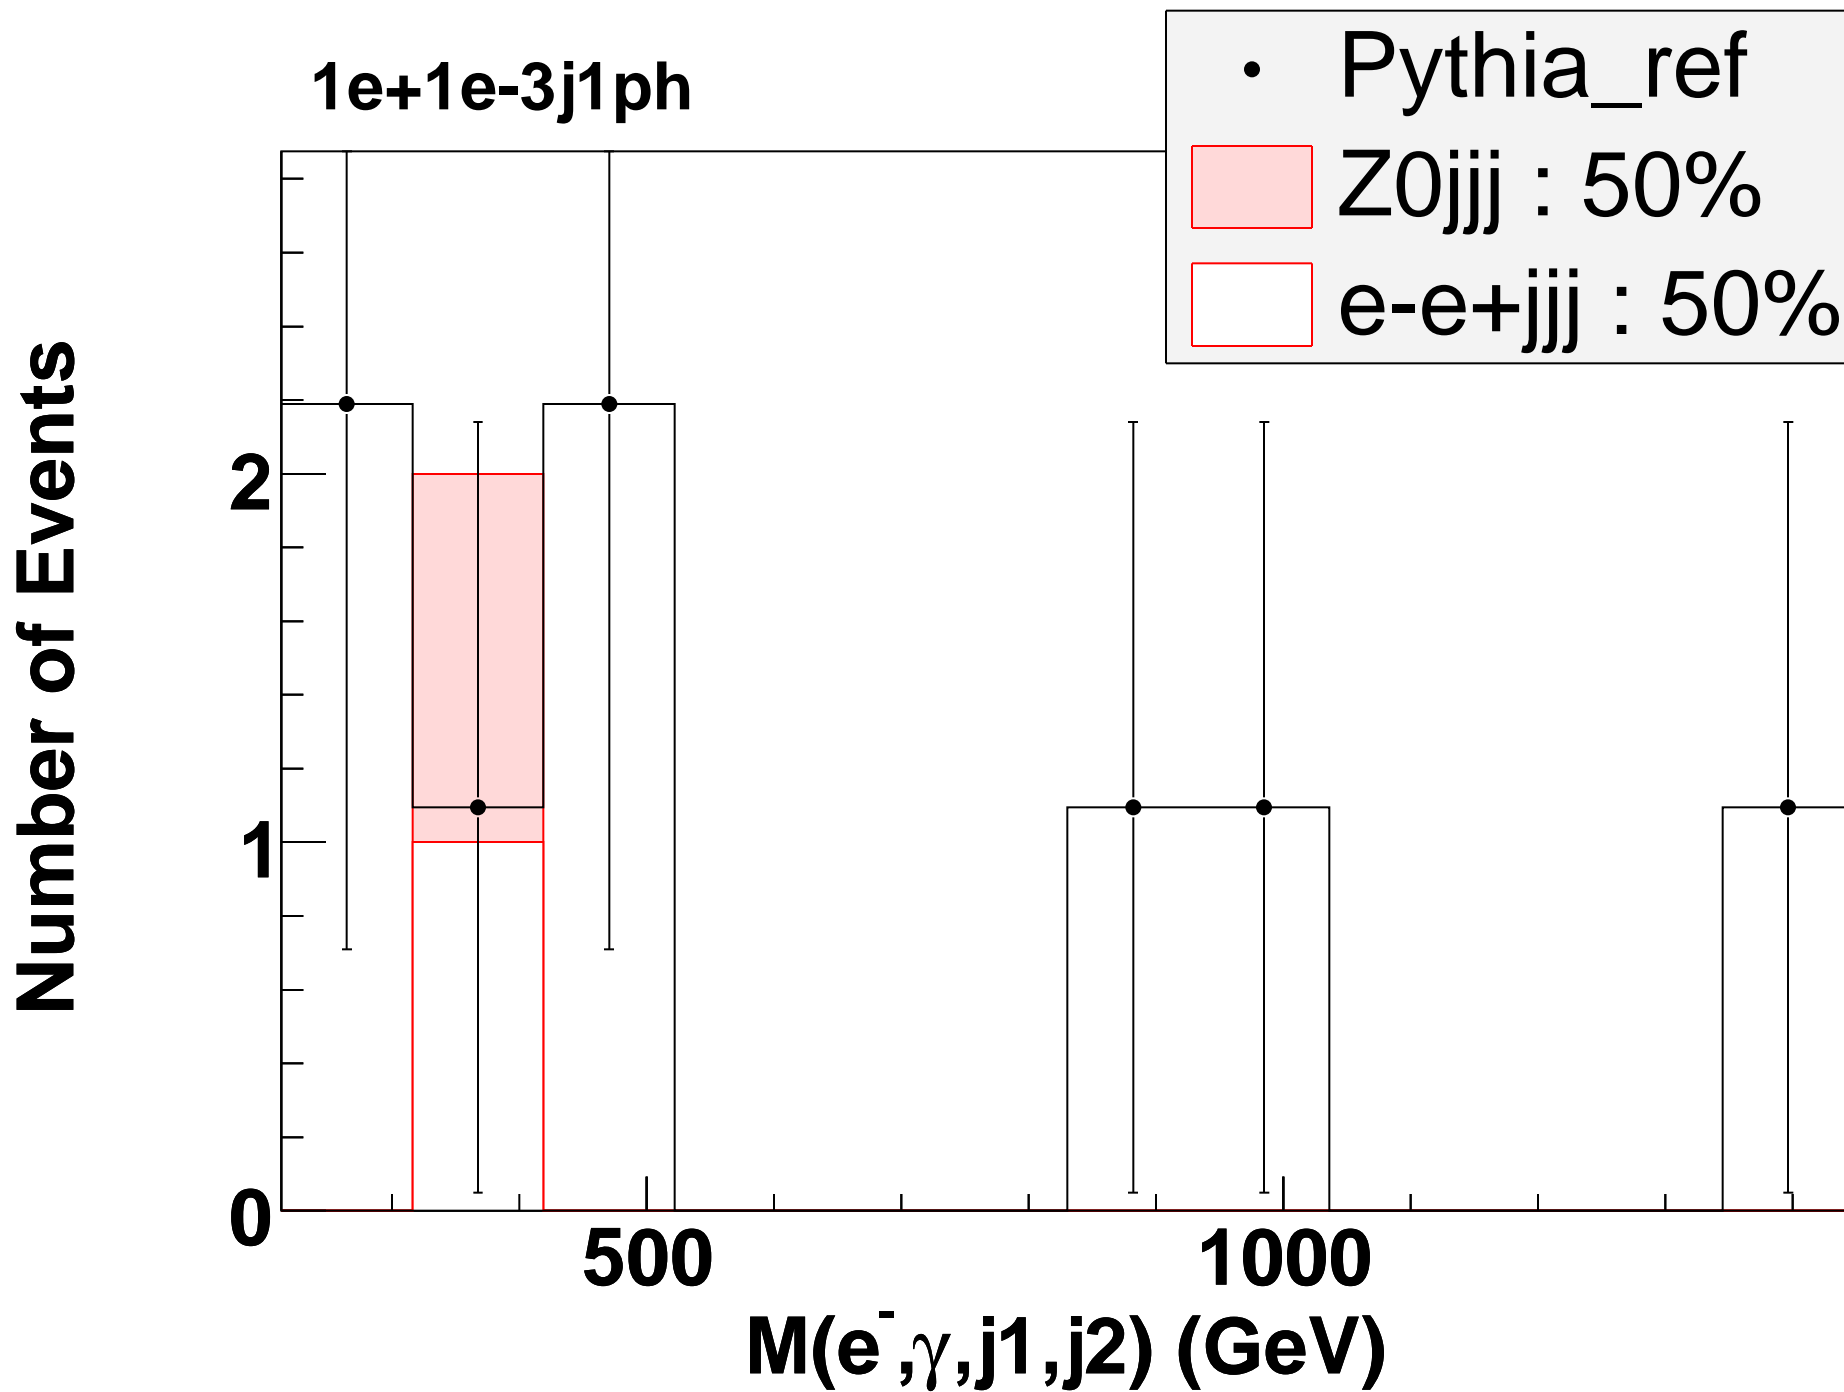 1e+1e-3j1ph
Pythia_ref
Z0jjj : 50%
e-e+jjj : 50%
Number of Events
2
1
0
500
1000
M(e⁻,γ,j1,j2) (GeV)